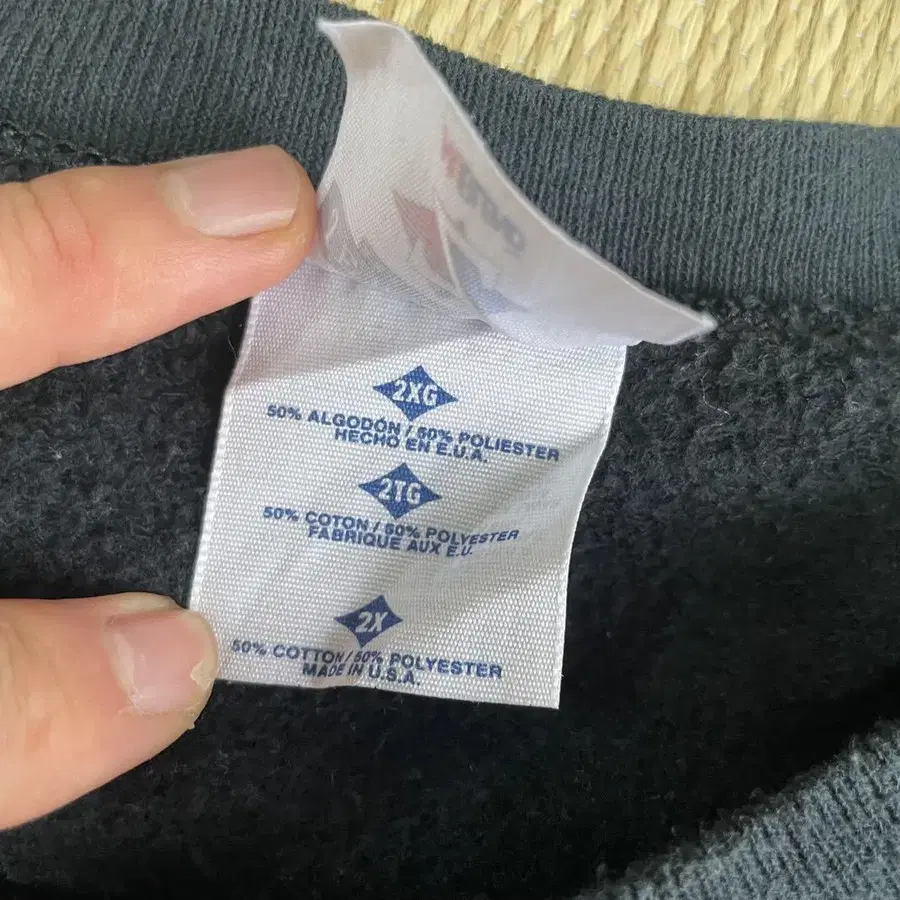 2XG
50% ALGODÓN / 50% POLIESTER
HECHO EN E.U.A.
2TG
50% COTON / 50% POLYESTER
FABRIQUE AUX E.U.
2X
50% COTTON / 50% POLYESTER
MADE IN U.S.A.